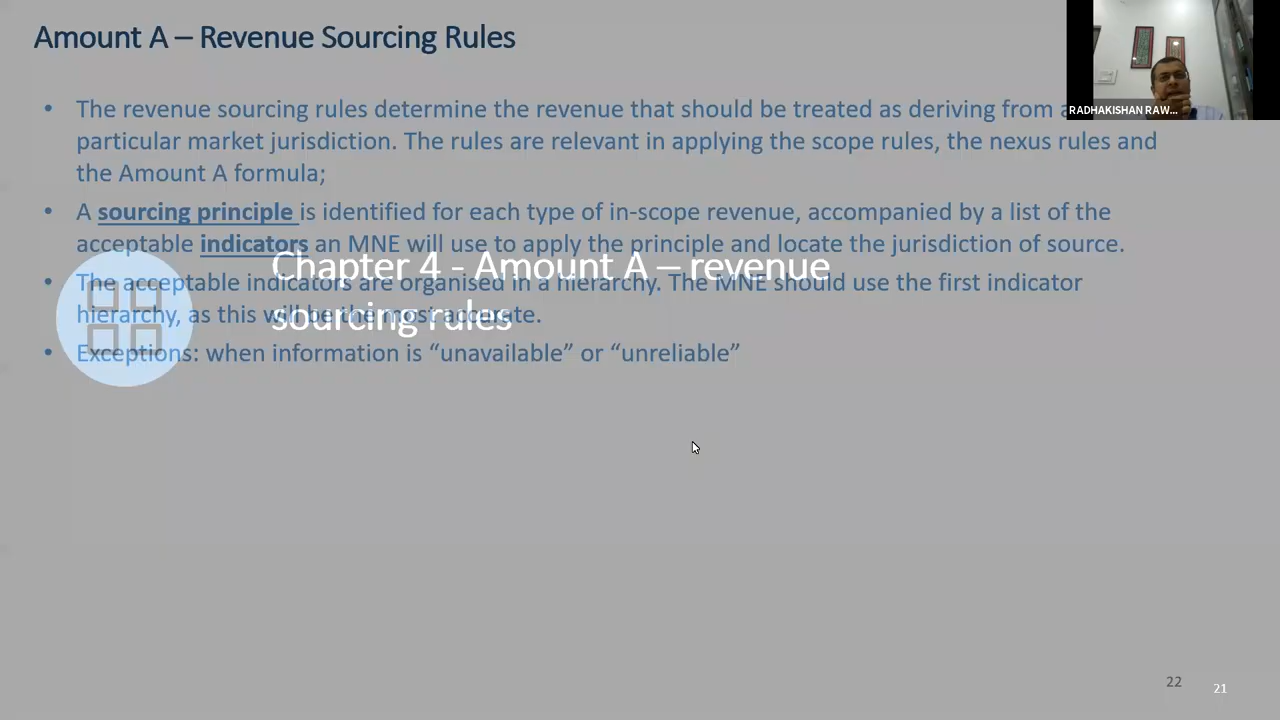 Amount A – Revenue Sourcing Rules
RADHAKISHAN RAW...
• The revenue sourcing rules determine the revenue that should be treated as deriving from a
particular market jurisdiction. The rules are relevant in applying the scope rules, the nexus rules and
the Amount A formula;
• A sourcing principle is identified for each type of in-scope revenue, accompanied by a list of the
acceptable indicators an MNE will use to apply the principle and locate the jurisdiction of source.
Chapter 4 - Amount A – revenue
sourcing rules
• The acceptable indicators are organised in a hierarchy. The MNE should use the first indicator
hierarchy, as this will be the most accurate.
• Exceptions: when information is “unavailable” or “unreliable”
22
21